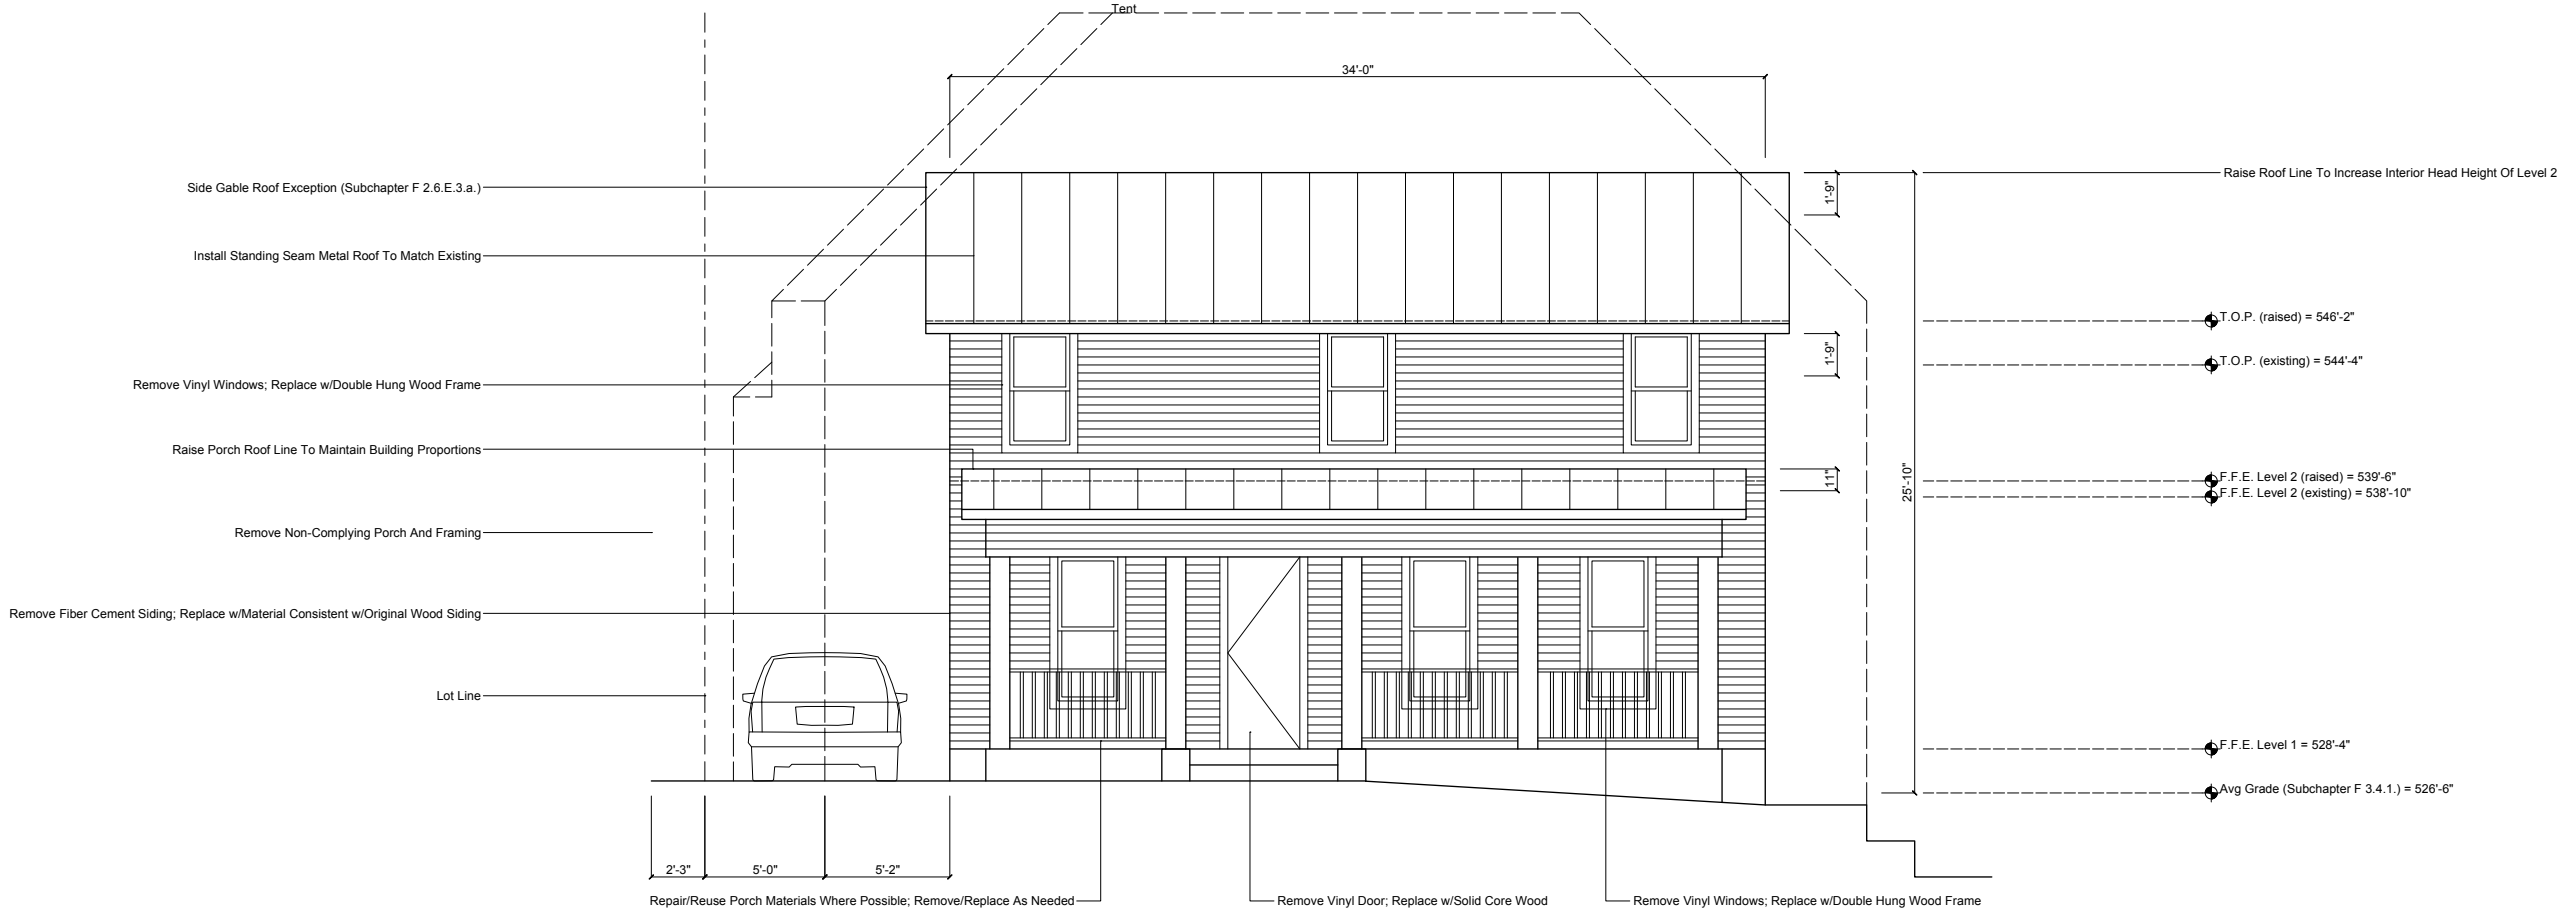 Tent
34'-0"
Side Gable Roof Exception (Subchapter F 2.6.E.3.a.)
1'-9"
Raise Roof Line To Increase Interior Head Height Of Level 2
Install Standing Seam Metal Roof To Match Existing
T.O.P. (raised) = 546'-2"
1'-9"
T.O.P. (existing) = 544'-4"
Remove Vinyl Windows; Replace w/Double Hung Wood Frame
Raise Porch Roof Line To Maintain Building Proportions
11"
25'-10"
F.F.E. Level 2 (raised) = 539'-6"
F.F.E. Level 2 (existing) = 538'-10"
Remove Non-Complying Porch And Framing
Remove Fiber Cement Siding; Replace w/Material Consistent w/Original Wood Siding
Lot Line
F.F.E. Level 1 = 528'-4"
Avg Grade (Subchapter F 3.4.1.) = 526'-6"
2'-3"
5'-0"
5'-2"
Repair/Reuse Porch Materials Where Possible; Remove/Replace As Needed
Remove Vinyl Door; Replace w/Solid Core Wood
Remove Vinyl Windows; Replace w/Double Hung Wood Frame